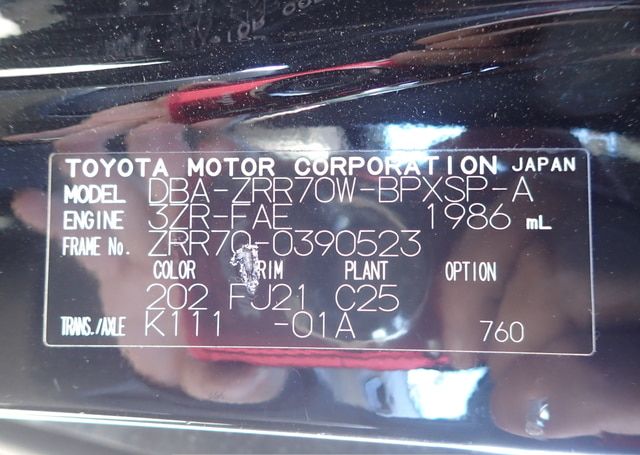 TOYOTA MOTOR CORPORATION JAPAN
MODEL DBA-ZRR70W-BPXSP-A
ENGINE 3ZR-FAE 1986 mL
FRAME No. ZRR70-0390523
COLOR TRIM PLANT OPTION
202 FJ21 C25
TRANS./AXLE K111 -01A 760